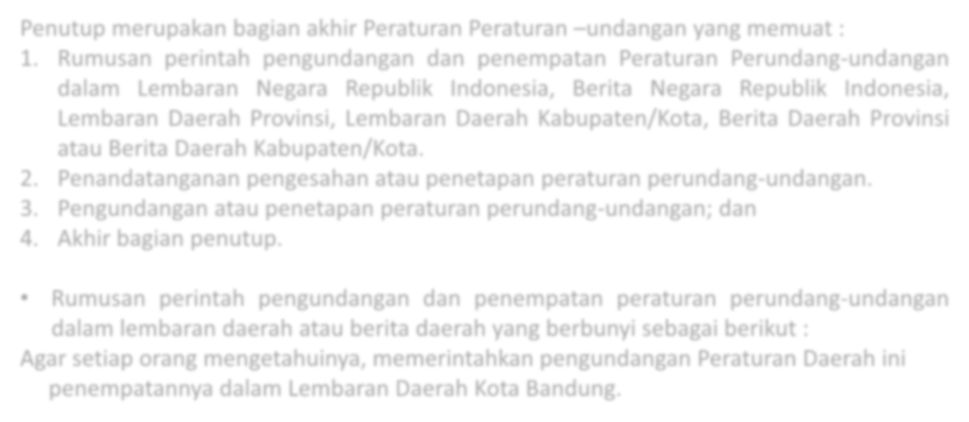 Penutup merupakan bagian akhir Peraturan Peraturan –undangan yang memuat :
1. Rumusan perintah pengundangan dan penempatan Peraturan Perundang-undangan
dalam Lembaran Negara Republik Indonesia, Berita Negara Republik Indonesia,
Lembaran Daerah Provinsi, Lembaran Daerah Kabupaten/Kota, Berita Daerah Provinsi
atau Berita Daerah Kabupaten/Kota.
2. Penandatanganan pengesahan atau penetapan peraturan perundang-undangan.
3. Pengundangan atau penetapan peraturan perundang-undangan; dan
4. Akhir bagian penutup.
• Rumusan perintah pengundangan dan penempatan peraturan perundang-undangan
dalam lembaran daerah atau berita daerah yang berbunyi sebagai berikut :
Agar setiap orang mengetahuinya, memerintahkan pengundangan Peraturan Daerah ini
penempatannya dalam Lembaran Daerah Kota Bandung.